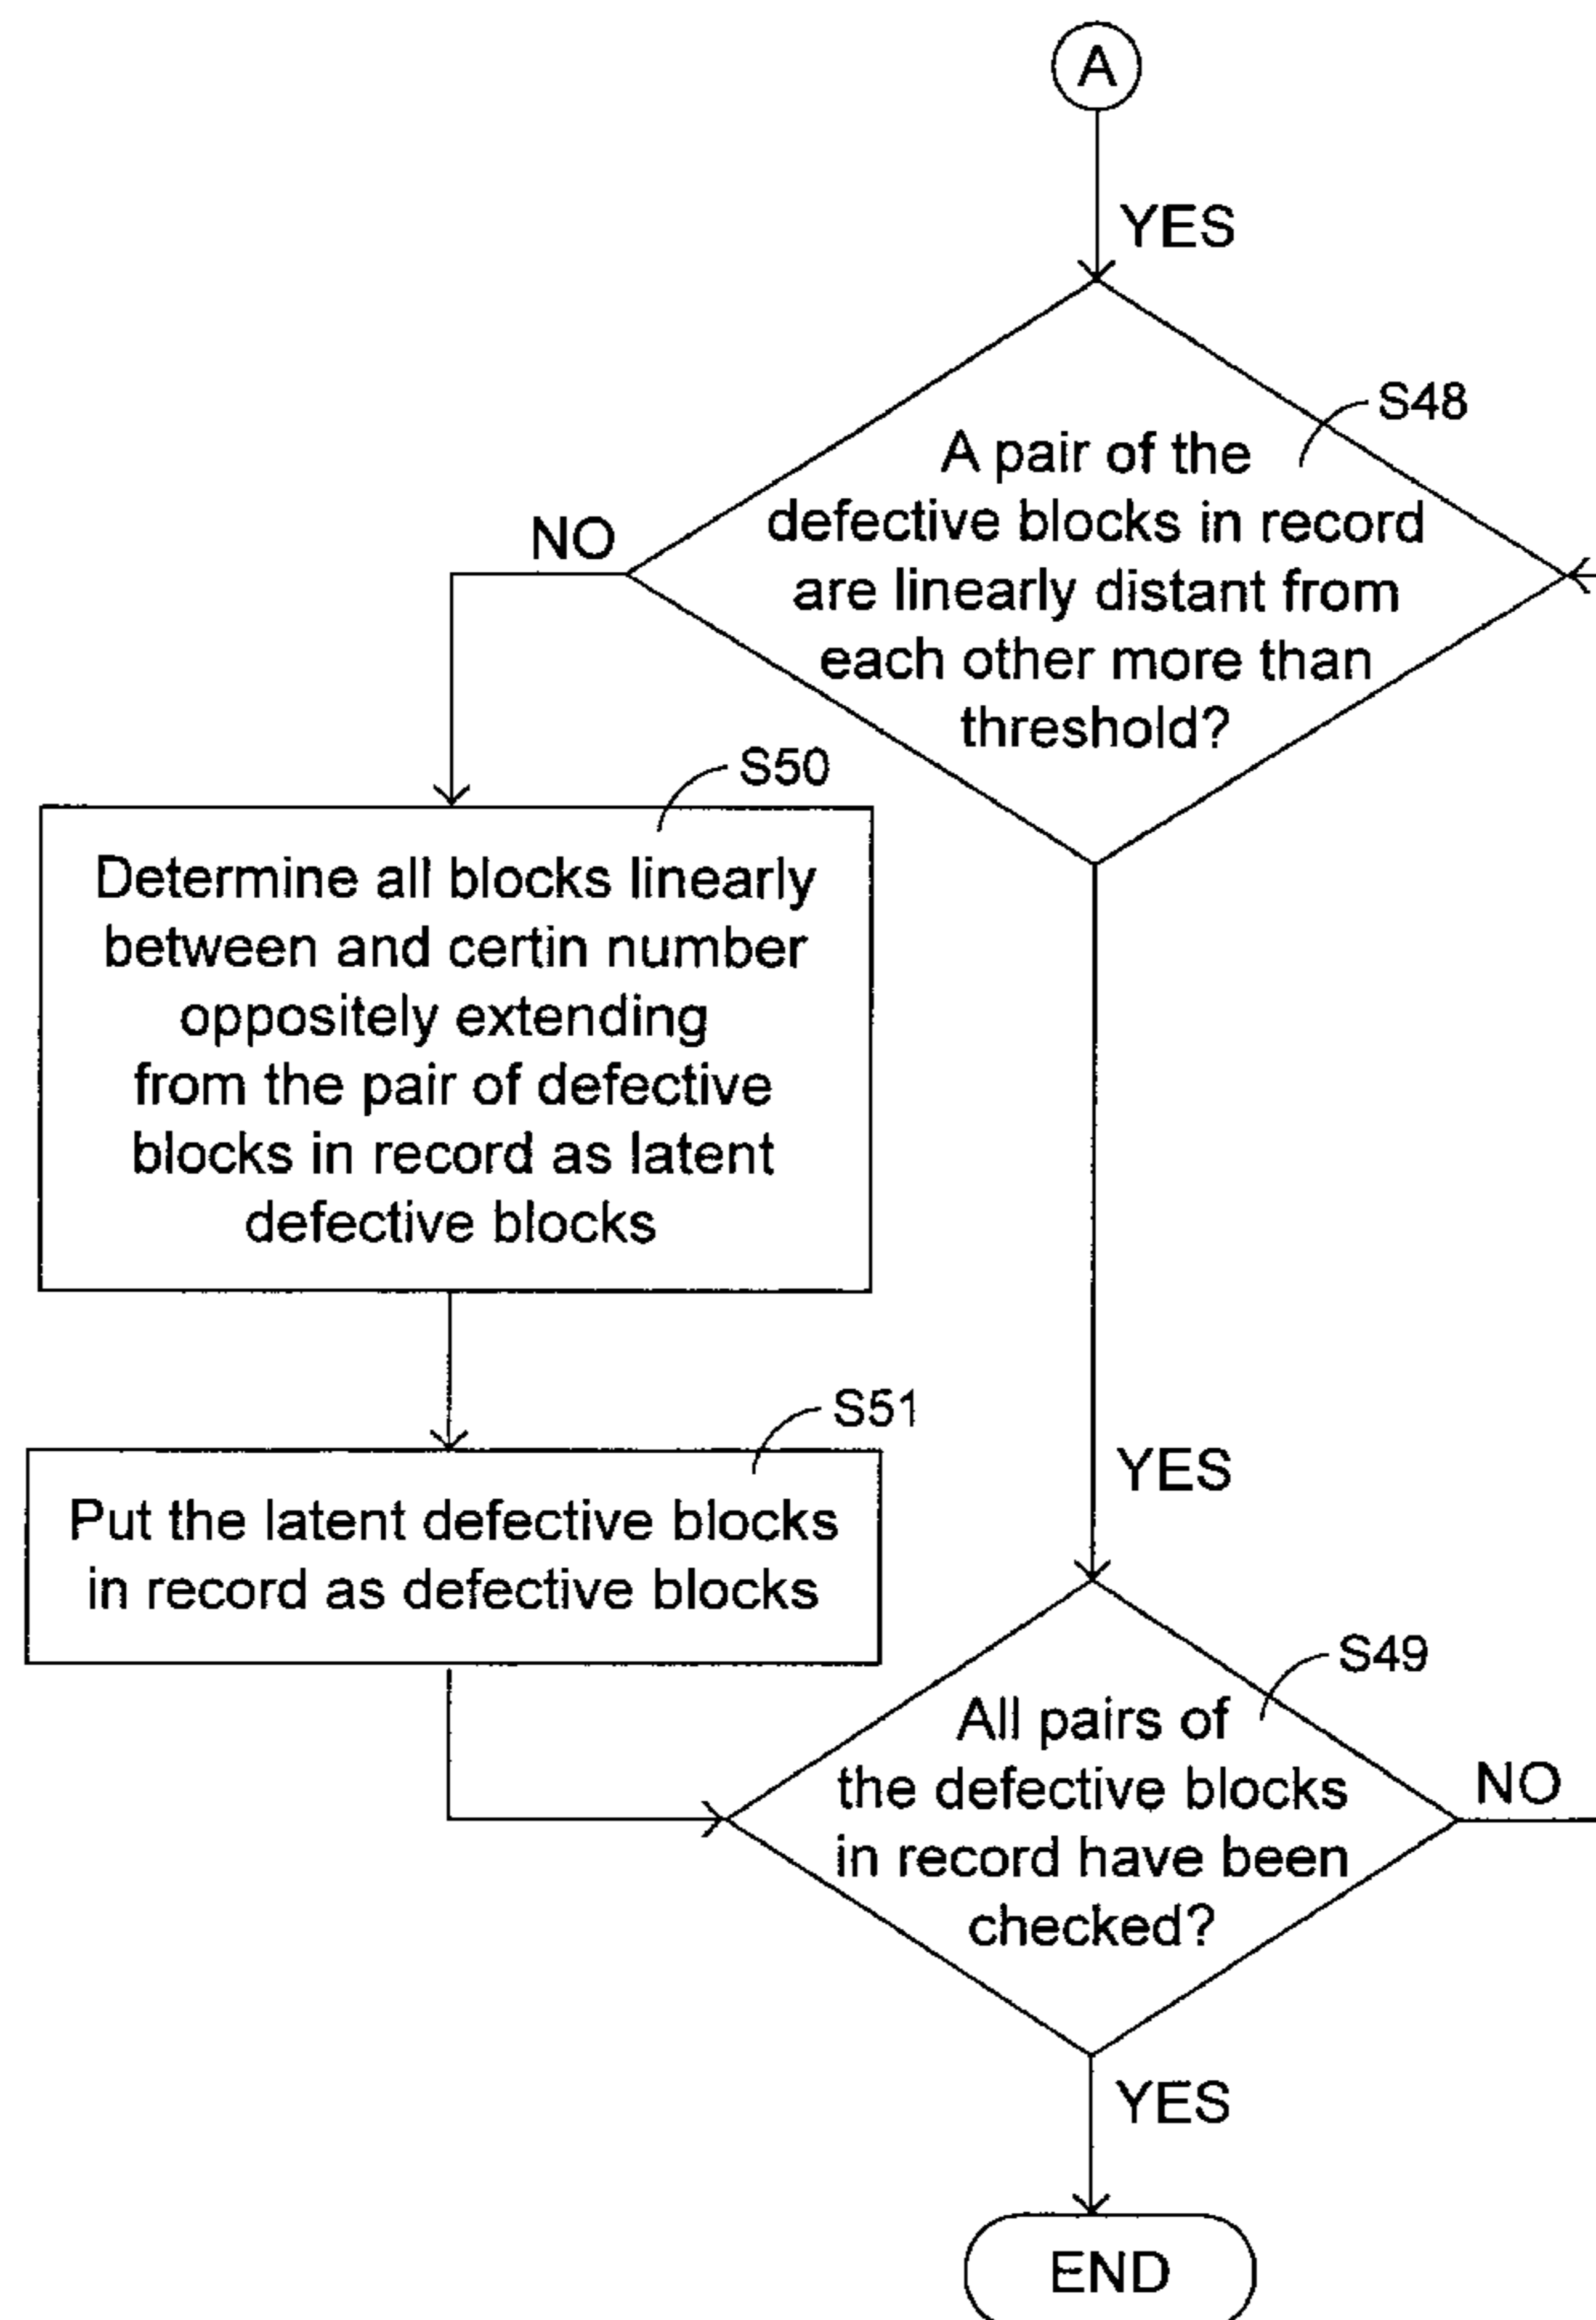 A
YES
S48
A pair of the
defective blocks in record
are linearly distant from
each other more than
threshold?
NO
S50
Determine all blocks linearly
between and certin number
oppositely extending
from the pair of defective
blocks in record as latent
defective blocks
S51
Put the latent defective blocks
in record as defective blocks
YES
S49
All pairs of
the defective blocks
in record have been
checked?
NO
YES
END